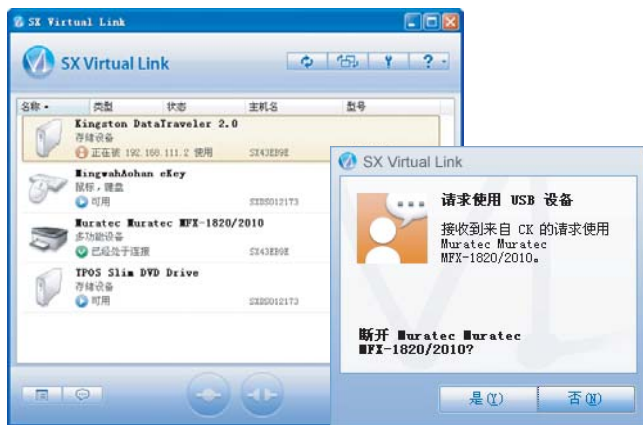 SX Virtual Link
SX Virtual Link
?
名称 类型 状态 主机名 型号
Kingston DataTraveler 2.0
存储设备
正在被 192.168.111.2 使用 SX43EB9E
MingwahAohan eKey
鼠标，键盘
可用 SXDS012173
Muratec Muratec MFX-1820/2010
多功能设备
已经处于连接 SX43EB9E
TPOS Slim DVD Drive
存储设备
可用 SXDS012173
SX Virtual Link
请求使用 USB 设备
接收到来自 CK 的请求使用
Muratec Muratec
MFX-1820/2010。
断开 Muratec Muratec
MFX-1820/2010?
是(Y) 否(N)